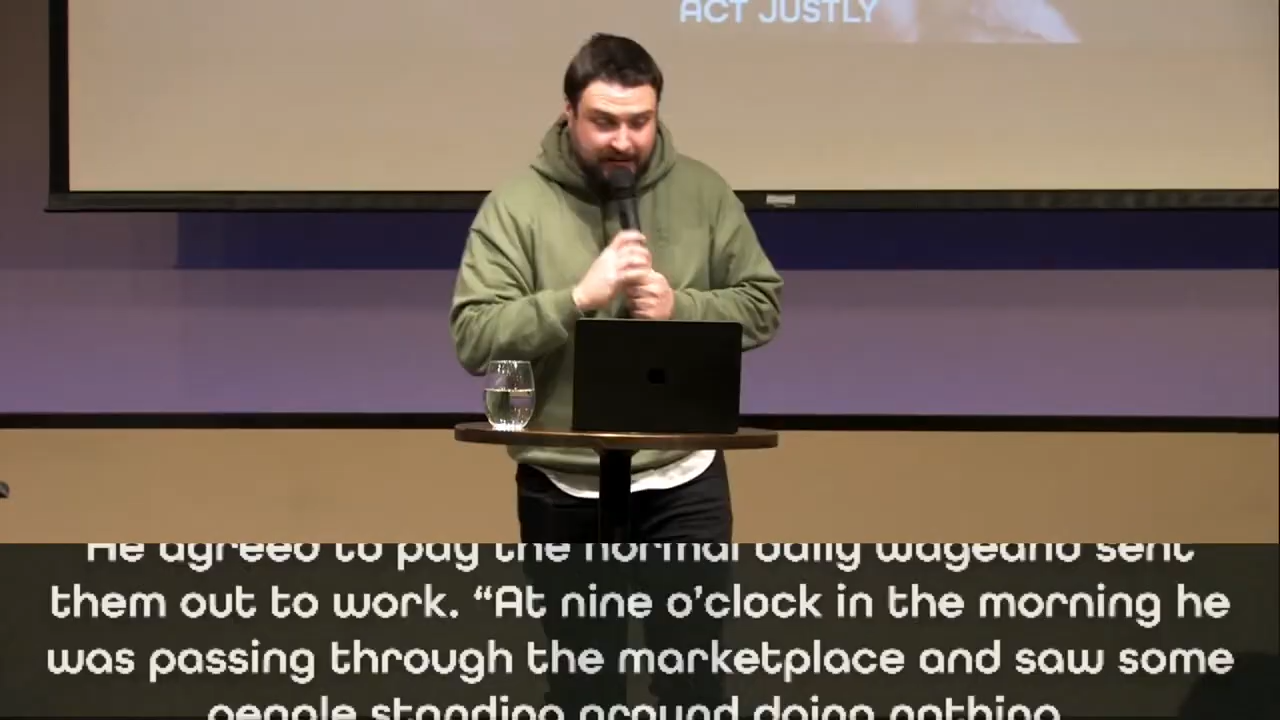 ACT JUSTLY
He agreed to pay the normal daily wageand sent
them out to work. “At nine o’clock in the morning he
was passing through the marketplace and saw some
people standing around doing nothing.